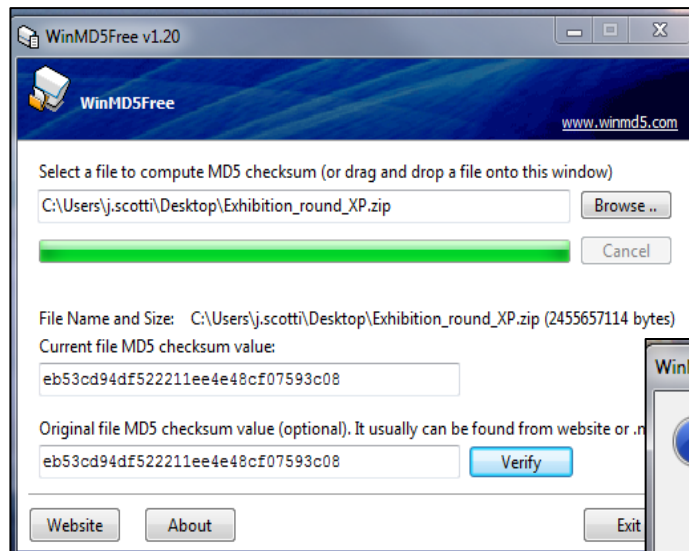 WinMD5Free v1.20
WinMD5Free
www.winmd5.com
Select a file to compute MD5 checksum (or drag and drop a file onto this window)
C:\Users\j.scotti\Desktop\Exhibition_round_XP.zip
Browse ..
Cancel
File Name and Size: C:\Users\j.scotti\Desktop\Exhibition_round_XP.zip (2455657114 bytes)
Current file MD5 checksum value:
eb53cd94df522211ee4e48cf07593c08
Original file MD5 checksum value (optional). It usually can be found from website or .
eb53cd94df522211ee4e48cf07593c08
Verify
Website
About
Exit